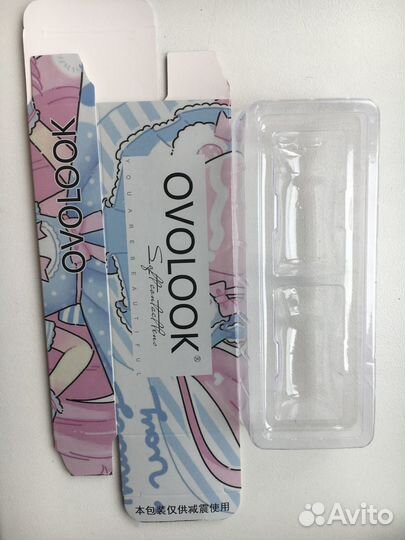 OVOLOOK
OVOLOOK®
YOU ARE BEAUTIFUL
Soft contact lens
本包装仅供减震使用
Avito